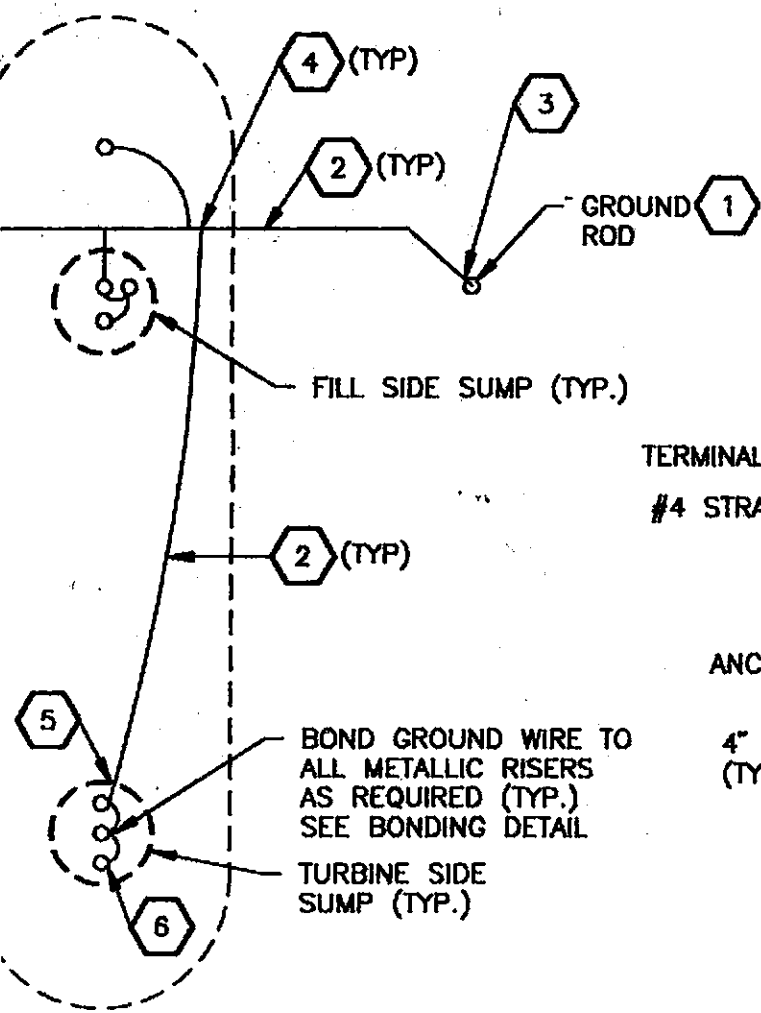 4 (TYP)
3
2 (TYP)
GROUND 1
ROD
FILL SIDE SUMP (TYP.)
TERMINAL
#4 STRA
2 (TYP)
ANC
5
BOND GROUND WIRE TO
ALL METALLIC RISERS
AS REQUIRED (TYP.)
SEE BONDING DETAIL
4"
(TY
TURBINE SIDE
SUMP (TYP.)
6